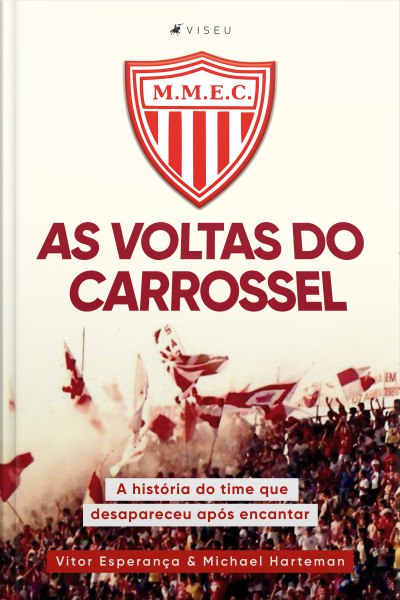 VISEU
M.M.E.C.
AS VOLTAS DO
CARROSSEL
A história do time que
desapareceu após encantar
Vitor Esperança & Michael Harteman